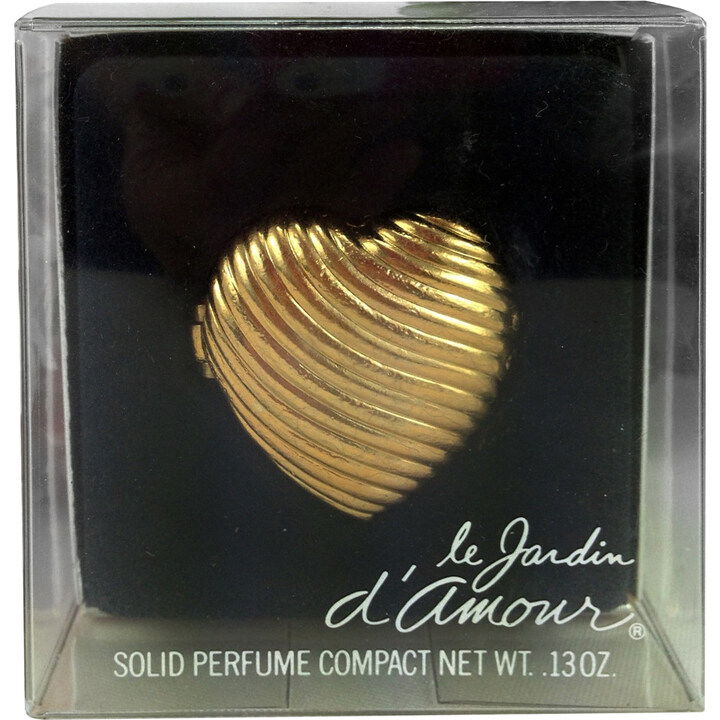 le Jardin
d'Amour®
SOLID PERFUME COMPACT NET WT. .13 OZ.